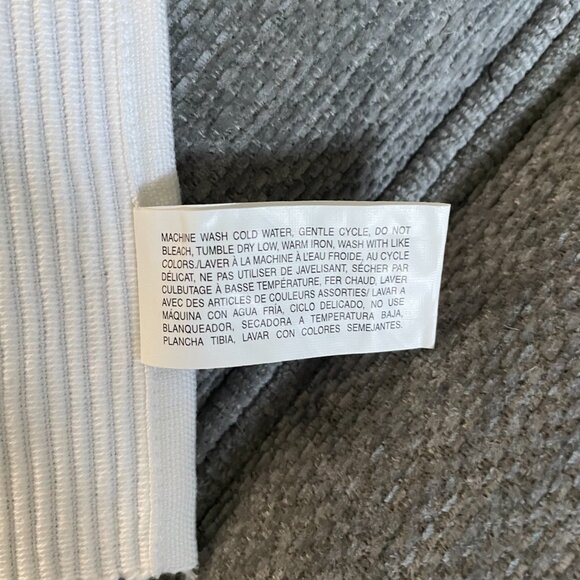 MACHINE WASH COLD WATER, GENTLE CYCLE, DO NOT
BLEACH, TUMBLE DRY LOW, WARM IRON, WASH WITH LIKE
COLORS./LAVER À LA MACHINE À L'EAU FROIDE, AU CYCLE
DÉLICAT, NE PAS UTILISER DE JAVELISANT, SÉCHER PAR
CULBUTAGE À BASSE TEMPÉRATURE, FER CHAUD, LAVER
AVEC DES ARTICLES DE COULEURS ASSORTIES/ LAVAR A
MÁQUINA CON AGUA FRÍA, CICLO DELICADO, NO USE
BLANQUEADOR, SECADORA A TEMPERATURA BAJA,
PLANCHA TIBIA, LAVAR CON COLORES SEMEJANTES.